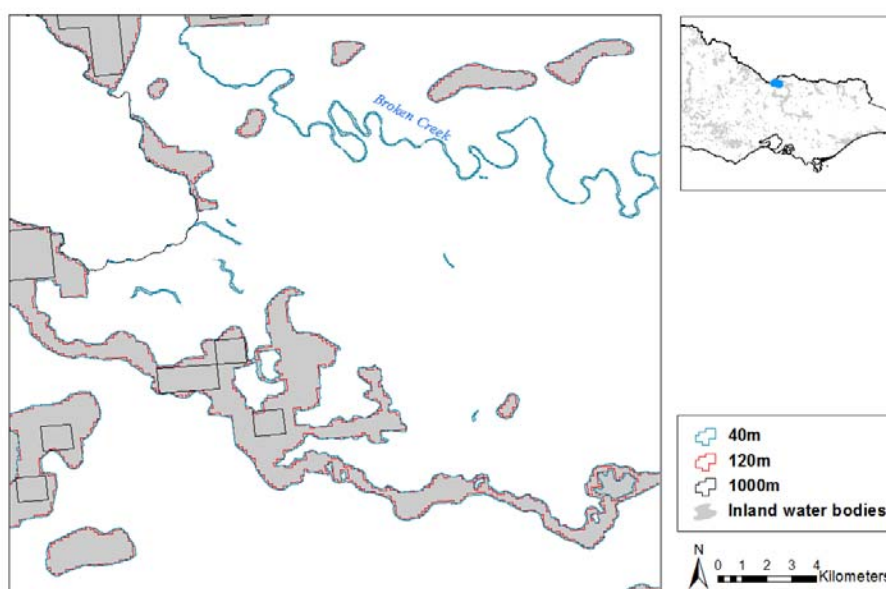 Broken Creek
40m
120m
1000m
Inland water bodies
N
0 1 2 3 4
Kilometers